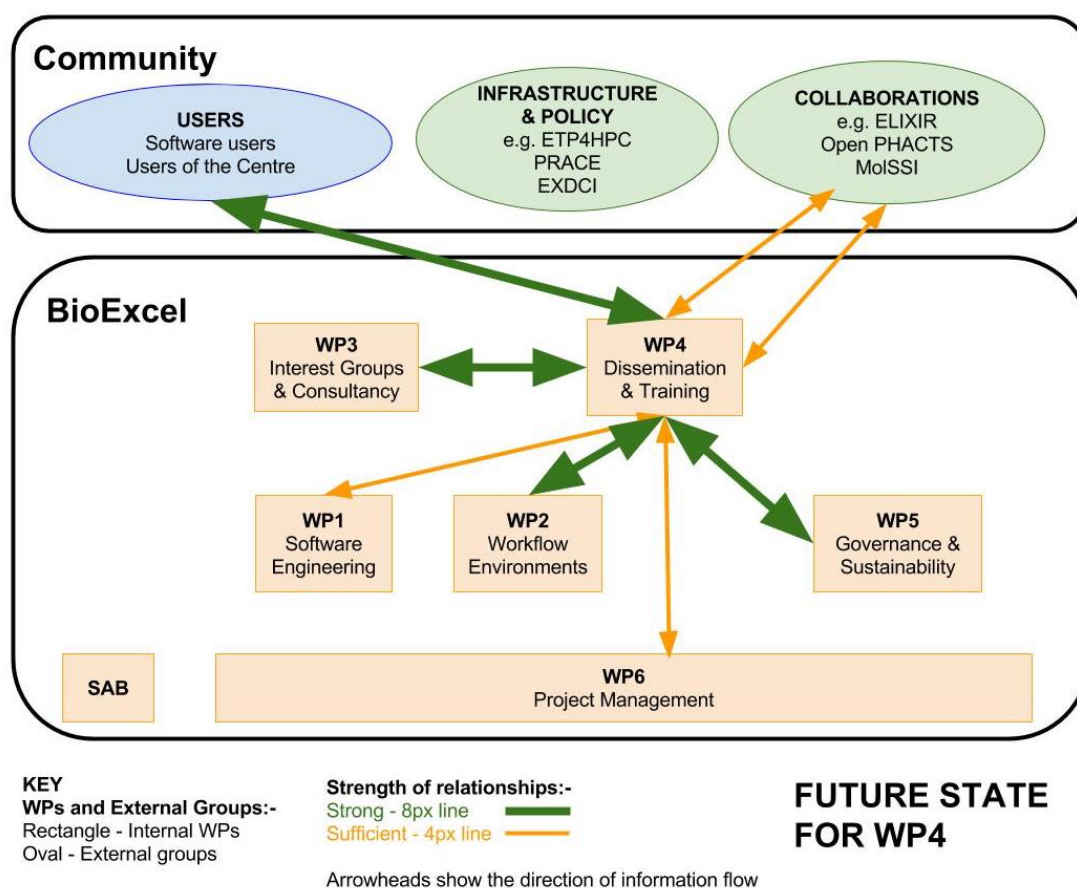 Community
USERS
Software users
Users of the Centre
INFRASTRUCTURE
& POLICY
e.g. ETP4HPC
PRACE
EXDCI
COLLABORATIONS
e.g. ELIXIR
Open PHACTS
MolSSI
BioExcel
WP3
Interest Groups
& Consultancy
WP4
Dissemination
& Training
WP1
Software
Engineering
WP2
Workflow
Environments
WP5
Governance &
Sustainability
SAB
WP6
Project Management
KEY
WPs and External Groups:-
Rectangle - Internal WPs
Oval - External groups
Strength of relationships:-
Strong - 8px line
Sufficient - 4px line
Arrowheads show the direction of information flow
FUTURE STATE
FOR WP4